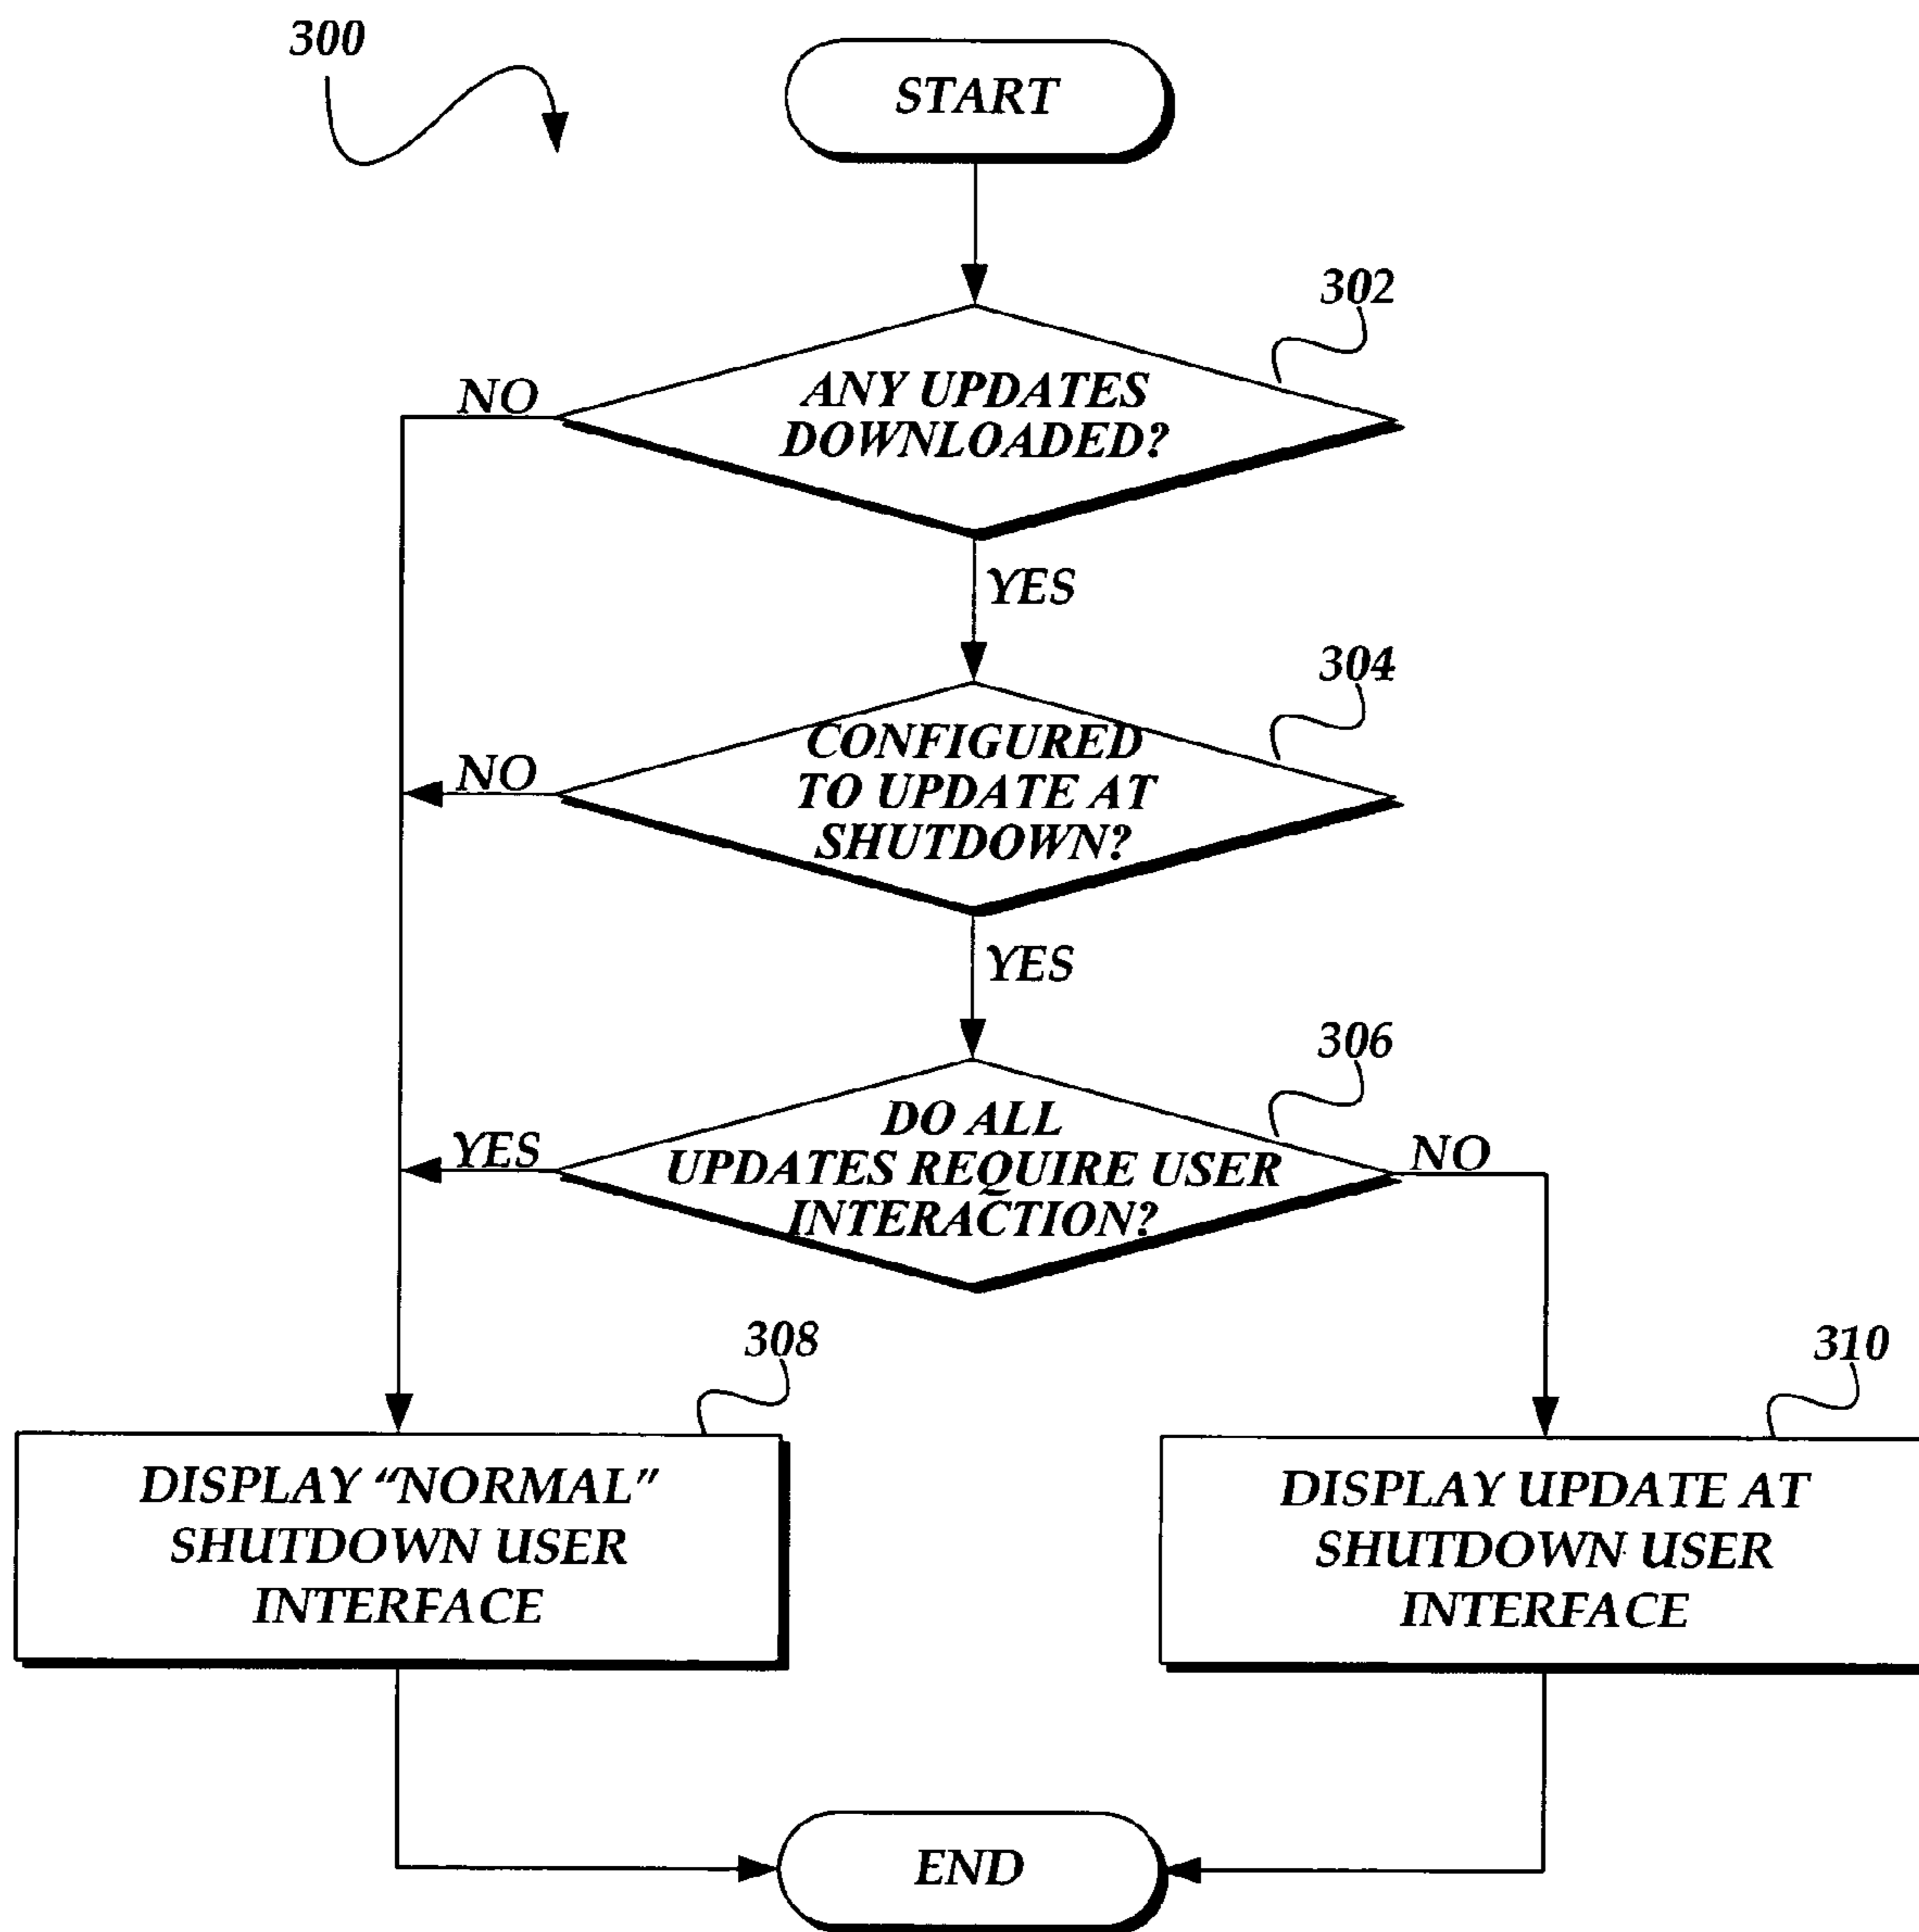 300
START
302
ANY UPDATES
DOWNLOADED?
NO
YES
304
CONFIGURED
TO UPDATE AT
SHUTDOWN?
NO
YES
306
DO ALL
UPDATES REQUIRE USER
INTERACTION?
YES
NO
308
DISPLAY “NORMAL”
SHUTDOWN USER
INTERFACE
310
DISPLAY UPDATE AT
SHUTDOWN USER
INTERFACE
END